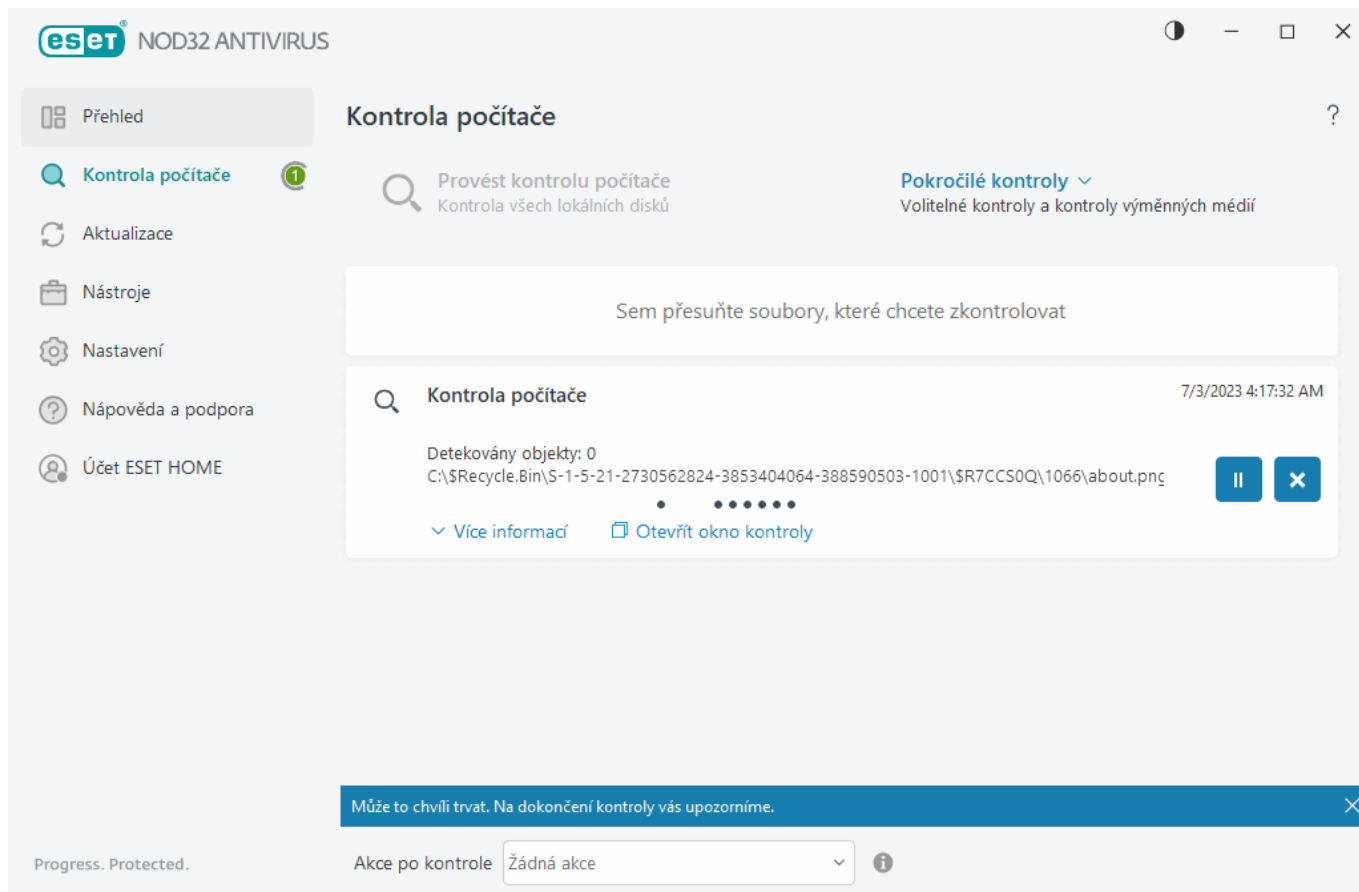 eset® NOD32 ANTIVIRUS
Přehled
Kontrola počítače 1
Aktualizace
Nástroje
Nastavení
Nápověda a podpora
Účet ESET HOME
Progress. Protected.
Kontrola počítače ?
Provést kontrolu počítače
Kontrola všech lokálních disků
Pokročilé kontroly
Volitelné kontroly a kontroly výměnných médií
Sem přesuňte soubory, které chcete zkontrolovat
Kontrola počítače 7/3/2023 4:17:32 AM
Detekovány objekty: 0
C:\$Recycle.Bin\S-1-5-21-2730562824-3853404064-388590503-1001\$R7CCS0Q\1066\about.png
Více informací Otevřít okno kontroly
Může to chvíli trvat. Na dokončení kontroly vás upozorníme.
Akce po kontrole Žádná akce